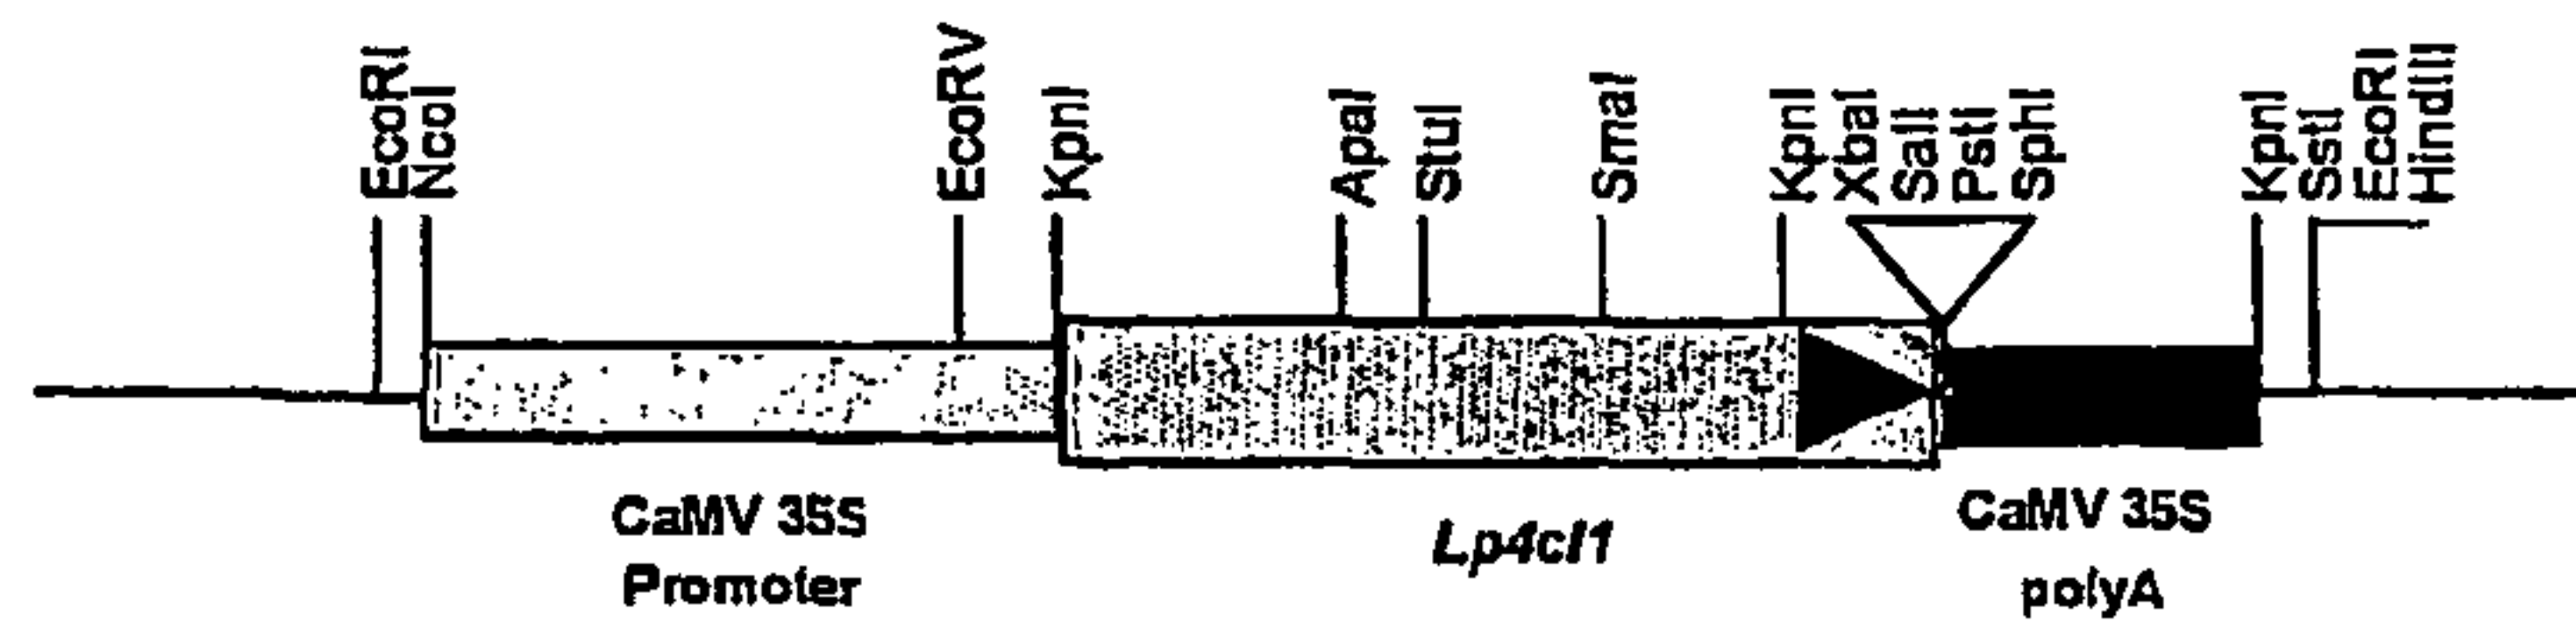 EcoRI
NcoI
EcoRV
KpnI
ApaI
StuI
SmaI
KpnI
XbaI
SalI
PstI
SphI
KpnI
SstI
EcoRI
HindIII
CaMV 35S
Promoter
Lp4cl1
CaMV 35S
polyA